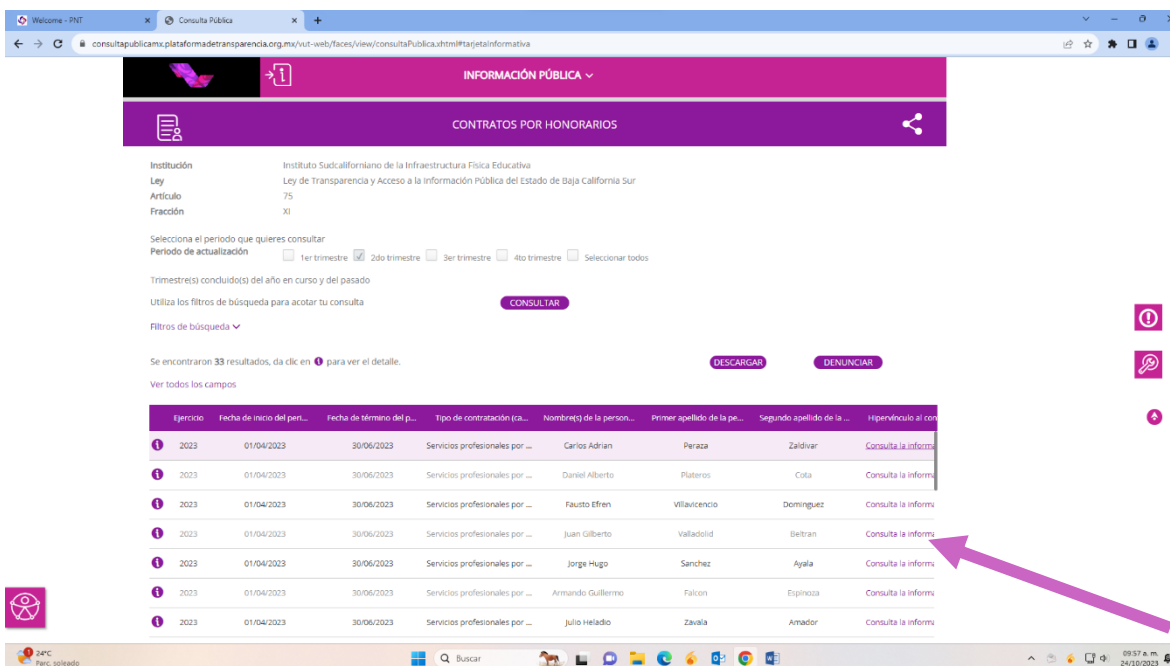 Welcome - PNT
Consulta Pública
consultapublicamx.plataformadetransparencia.org.mx/vut-web/faces/view/consultaPublica.xhtml#tarjetaInformativa
INFORMACIÓN PÚBLICA
CONTRATOS POR HONORARIOS
Institución Instituto Sudcaliforniano de la Infraestructura Física Educativa
Ley Ley de Transparencia y Acceso a la Información Pública del Estado de Baja California Sur
Artículo 75
Fracción XI
Selecciona el periodo que quieres consultar
Periodo de actualización 1er trimestre 2do trimestre 3er trimestre 4to trimestre Seleccionar todos
Trimestre(s) concluido(s) del año en curso y del pasado
Utiliza los filtros de búsqueda para acotar tu consulta CONSULTAR
Filtros de búsqueda
Se encontraron 33 resultados, da clic en i para ver el detalle. DESCARGAR DENUNCIAR
Ver todos los campos
Ejercicio Fecha de inicio del peri... Fecha de término del p... Tipo de contratación (ca... Nombre(s) de la person... Primer apellido de la pe... Segundo apellido de la ... Hipervínculo al con
2023 01/04/2023 30/06/2023 Servicios profesionales por ... Carlos Adrian Peraza Zaldivar Consulta la informa
2023 01/04/2023 30/06/2023 Servicios profesionales por ... Daniel Alberto Plateros Cota Consulta la informa
2023 01/04/2023 30/06/2023 Servicios profesionales por ... Fausto Efren Villavicencio Dominguez Consulta la informa
2023 01/04/2023 30/06/2023 Servicios profesionales por ... Juan Gilberto Valladolid Beltran Consulta la informa
2023 01/04/2023 30/06/2023 Servicios profesionales por ... Jorge Hugo Sanchez Ayala Consulta la informa
2023 01/04/2023 30/06/2023 Servicios profesionales por ... Armando Guillermo Falcon Espinoza Consulta la informa
2023 01/04/2023 30/06/2023 Servicios profesionales por ... Julio Heladio Zavala Amador Consulta la informa
24°C
Parc. soleado
Buscar
09:57 a. m.
24/10/2023